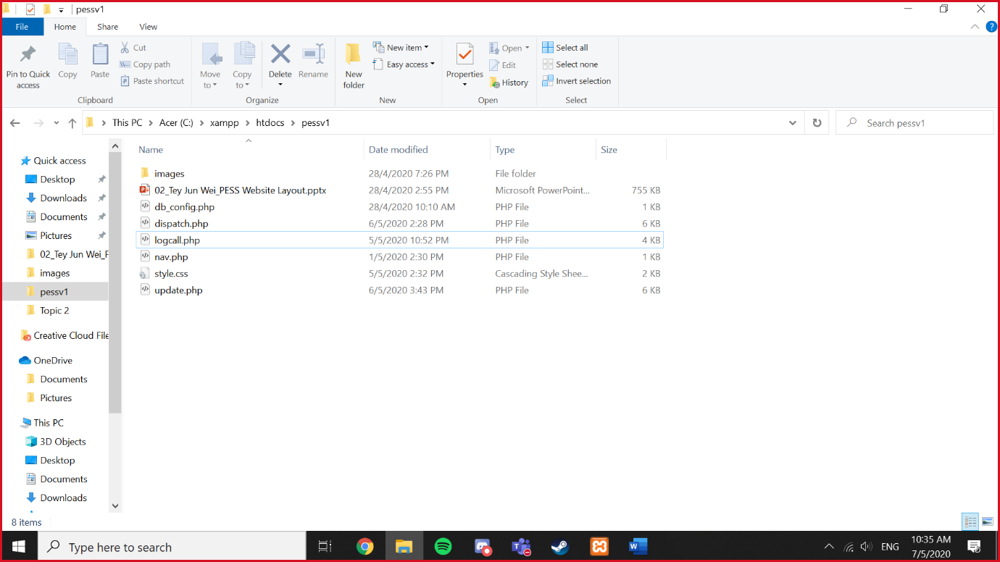 pessv1
File Home Share View
Pin to Quick access
Copy
Paste
Cut
Copy path
Paste shortcut
Clipboard
Move to
Copy to
Delete
Rename
Organize
New folder
New item
Easy access
New
Properties
Open
Edit
History
Open
Select all
Select none
Invert selection
Select
This PC > Acer (C:) > xampp > htdocs > pessv1
Search pessv1
Quick access
Desktop
Downloads
Documents
Pictures
02_Tey Jun Wei_P
images
pessv1
Topic 2
Creative Cloud File
OneDrive
Documents
Pictures
This PC
3D Objects
Desktop
Documents
Downloads
Name Date modified Type Size
images 28/4/2020 7:26 PM File folder
02_Tey Jun Wei_PESS Website Layout.pptx 28/4/2020 2:55 PM Microsoft PowerPoint... 755 KB
db_config.php 28/4/2020 10:10 AM PHP File 1 KB
dispatch.php 6/5/2020 2:28 PM PHP File 6 KB
logcall.php 5/5/2020 10:52 PM PHP File 4 KB
nav.php 1/5/2020 2:30 PM PHP File 1 KB
style.css 5/5/2020 2:32 PM Cascading Style Shee... 2 KB
update.php 6/5/2020 3:43 PM PHP File 6 KB
8 items
Type here to search
ENG
10:35 AM
7/5/2020